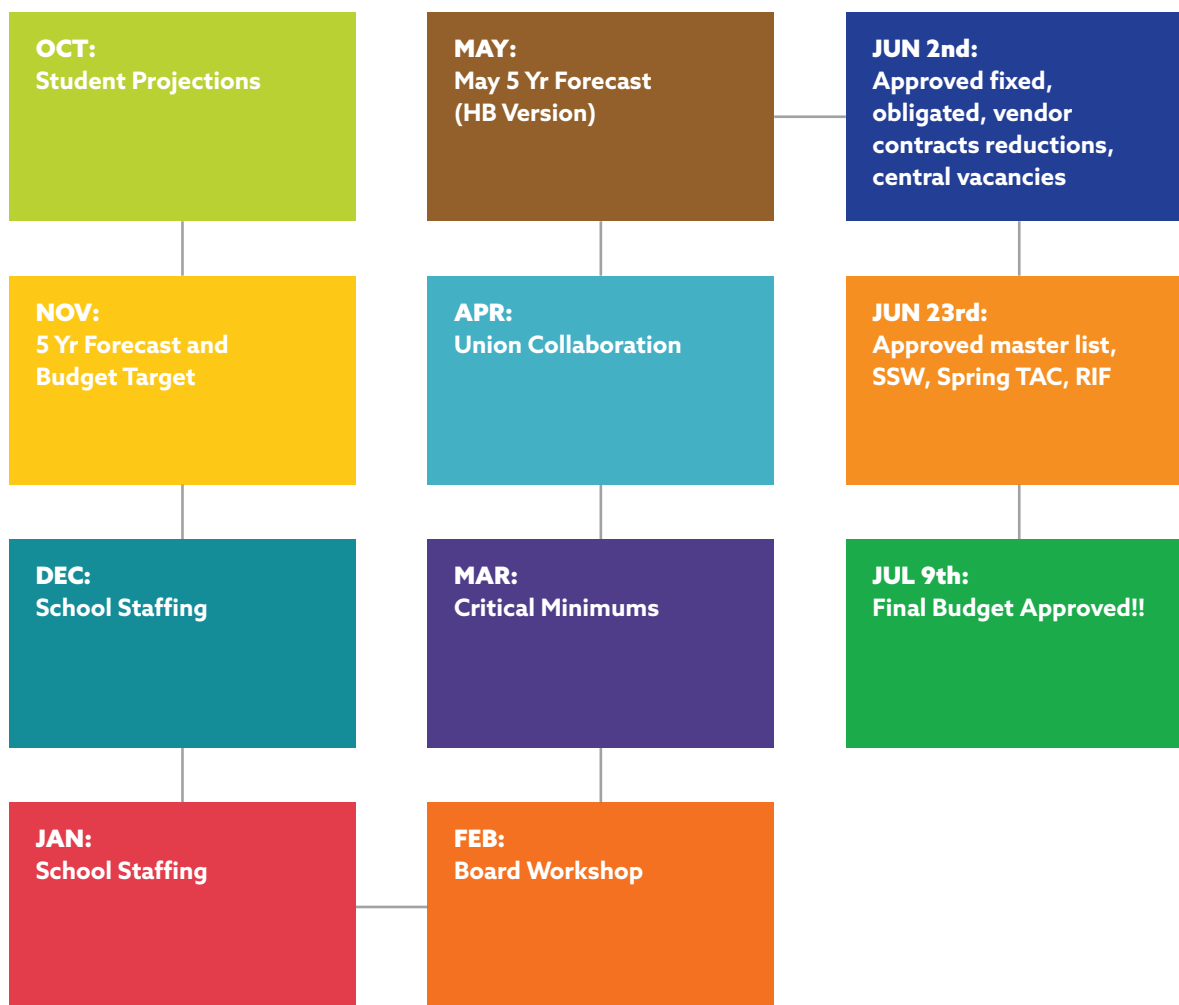 OCT:
Student Projections
NOV:
5 Yr Forecast and
Budget Target
DEC:
School Staffing
JAN:
School Staffing
FEB:
Board Workshop
MAR:
Critical Minimums
APR:
Union Collaboration
MAY:
May 5 Yr Forecast
(HB Version)
JUN 2nd:
Approved fixed,
obligated, vendor
contracts reductions,
central vacancies
JUN 23rd:
Approved master list,
SSW, Spring TAC, RIF
JUL 9th:
Final Budget Approved!!